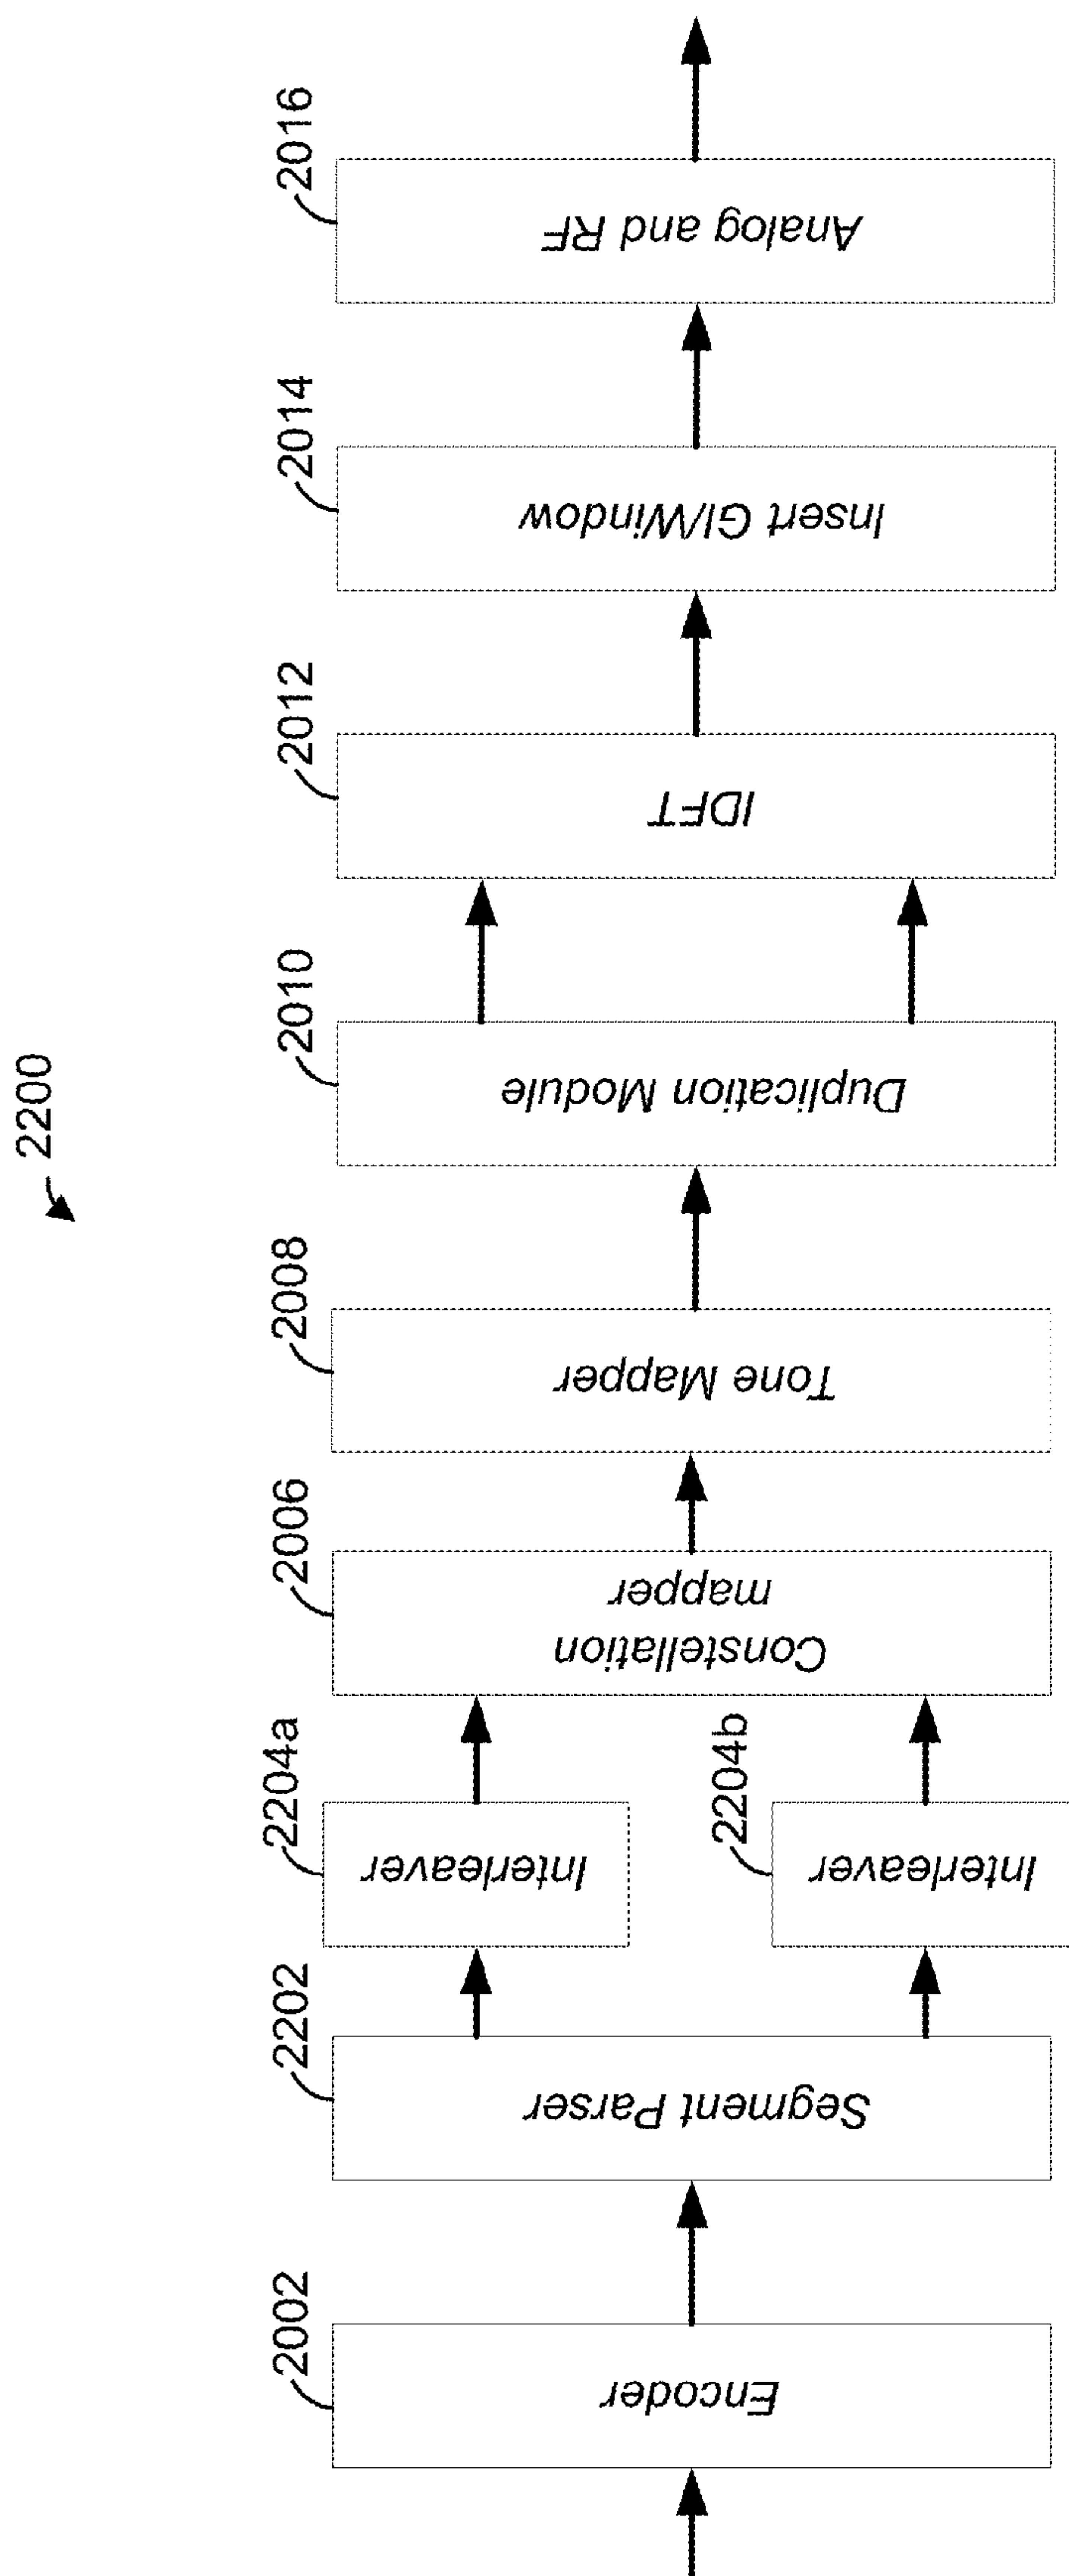 2200
2002
Encoder
2202
Segment Parser
2204a
Interleaver
2204b
Interleaver
2006
Constellation
mapper
2008
Tone Mapper
2010
Duplication Module
2012
IDFT
2014
Insert GI/Window
2016
Analog and RF